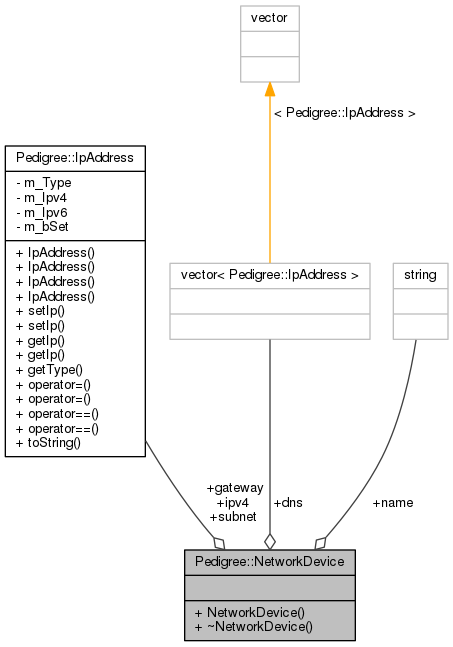 vector
< Pedigree::IpAddress >
Pedigree::IpAddress
- m_Type
- m_Ipv4
- m_Ipv6
- m_bSet
+ IpAddress()
+ IpAddress()
+ IpAddress()
+ IpAddress()
+ setIp()
+ setIp()
+ getIp()
+ getIp()
+ getType()
+ operator=()
+ operator=()
+ operator==()
+ operator==()
+ toString()
vector< Pedigree::IpAddress >
string
+gateway
+ipv4
+subnet
+dns
+name
Pedigree::NetworkDevice
+ NetworkDevice()
+ ~NetworkDevice()